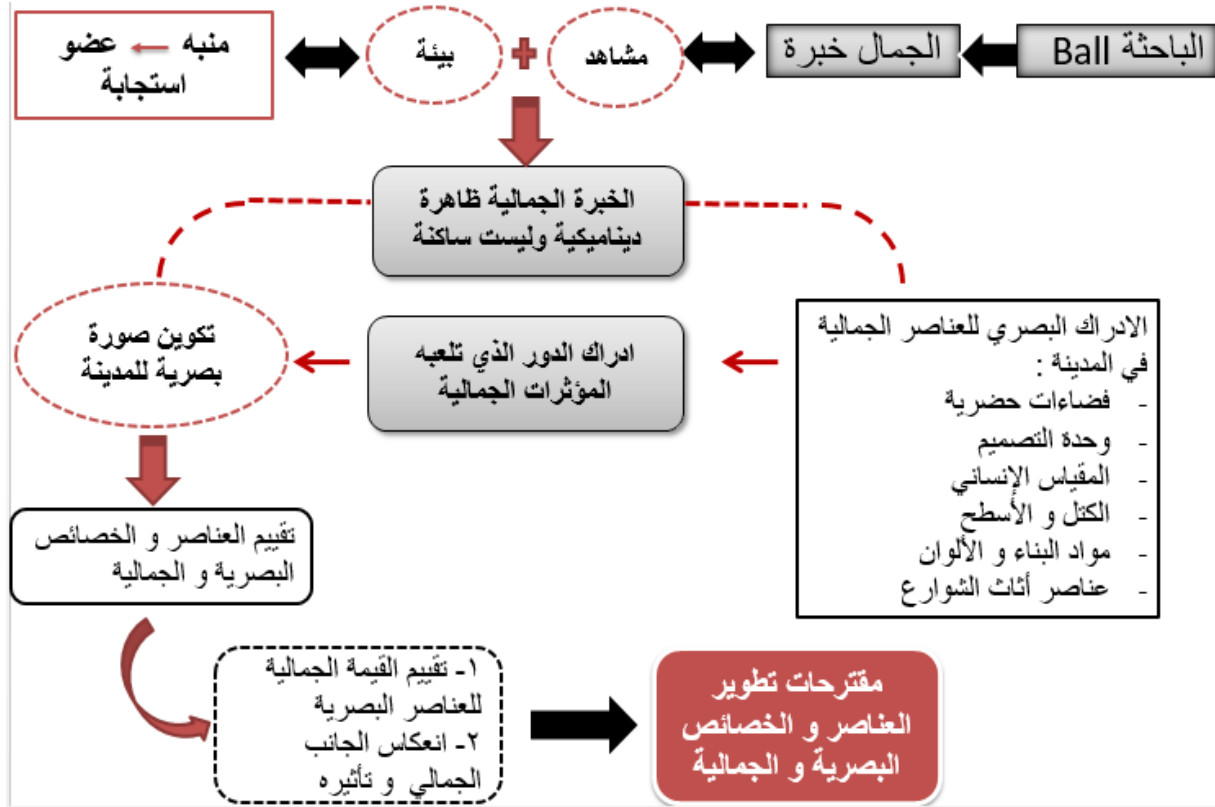 الباحثة Ball
الجمال خبرة
مشاهد
بيئة
منبه ← عضو
استجابة
الخبرة الجمالية ظاهرة
ديناميكية وليست ساكنة
الادراك البصري للعناصر الجمالية
في المدينة :
- فضاءات حضرية
- وحدة التصميم
- المقياس الإنساني
- الكتل و الأسطح
- مواد البناء و الألوان
- عناصر أثاث الشوارع
ادراك الدور الذي تلعبه
المؤثرات الجمالية
تكوين صورة
بصرية للمدينة
تقييم العناصر و الخصائص
البصرية و الجمالية
١- تقييم القيمة الجمالية
للعناصر البصرية
٢- انعكاس الجانب
الجمالي و تأثيره
مقترحات تطوير
العناصر و الخصائص
البصرية و الجمالية